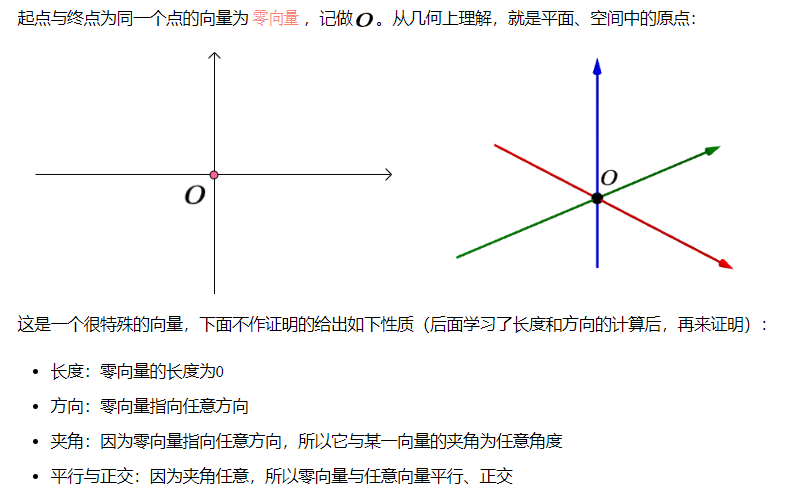 起点与终点为同一个点的向量为 零向量 ，记做O。从几何上理解，就是平面、空间中的原点：
O
O
这是一个很特殊的向量，下面不作证明的给出如下性质（后面学习了长度和方向的计算后，再来证明）：
• 长度：零向量的长度为0
• 方向：零向量指向任意方向
• 夹角：因为零向量指向任意方向，所以它与某一向量的夹角为任意角度
• 平行与正交：因为夹角任意，所以零向量与任意向量平行、正交